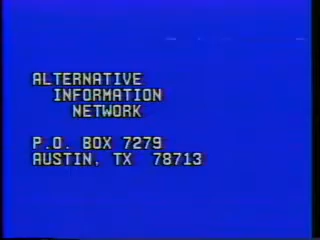 ALTERNATIVE
INFORMATION
NETWORK
P.O. BOX 7279
AUSTIN, TX 78713